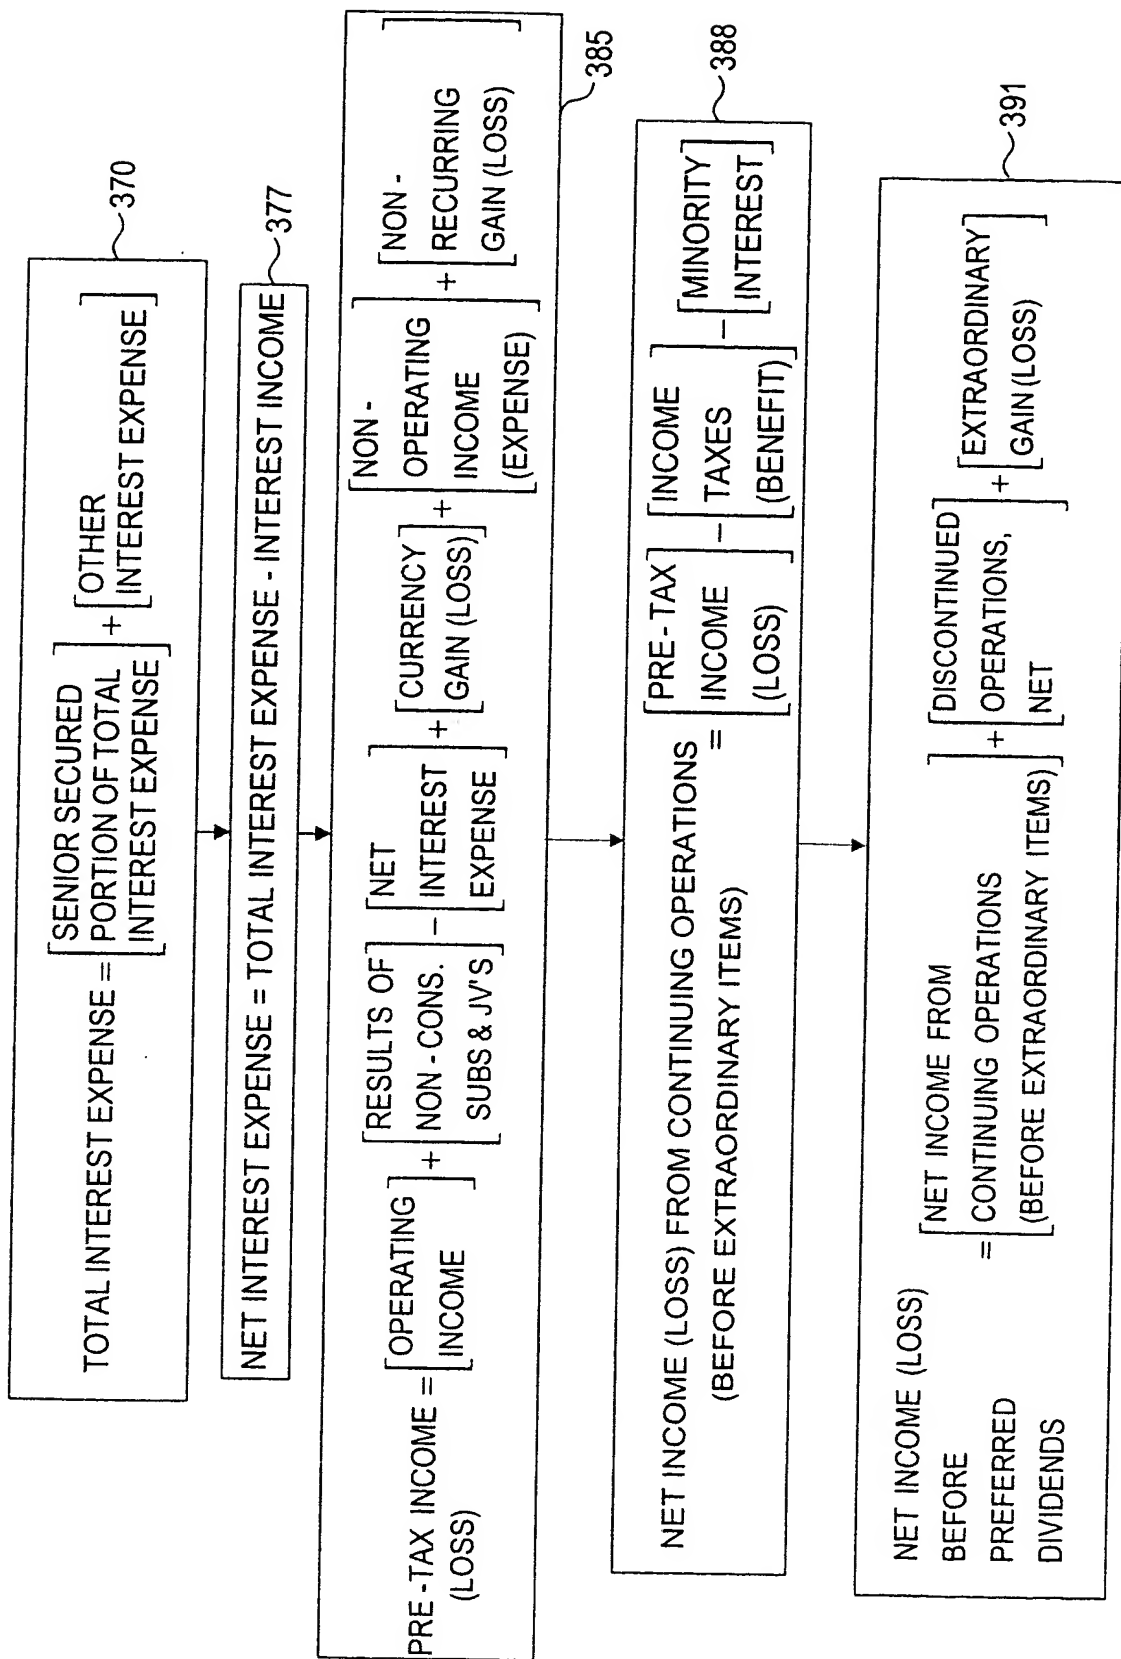 TOTAL INTEREST EXPENSE = [SENIOR SECURED PORTION OF TOTAL INTEREST EXPENSE] + [OTHER INTEREST EXPENSE]
370
NET INTEREST EXPENSE = TOTAL INTEREST EXPENSE - INTEREST INCOME
377
PRE-TAX INCOME (LOSS) = [OPERATING INCOME] + [RESULTS OF NON-CONS. SUBS & JV'S] − [NET INTEREST EXPENSE] + [CURRENCY GAIN (LOSS)] + [NON-OPERATING INCOME (EXPENSE)] + [NON-RECURRING GAIN (LOSS)]
385
NET INCOME (LOSS) FROM CONTINUING OPERATIONS (BEFORE EXTRAORDINARY ITEMS) = [PRE-TAX INCOME (LOSS)] − [INCOME TAXES (BENEFIT)] − [MINORITY INTEREST]
388
NET INCOME (LOSS) BEFORE PREFERRED DIVIDENDS = [NET INCOME FROM CONTINUING OPERATIONS (BEFORE EXTRAORDINARY ITEMS)] + [DISCONTINUED OPERATIONS, NET] + [EXTRAORDINARY GAIN (LOSS)]
391